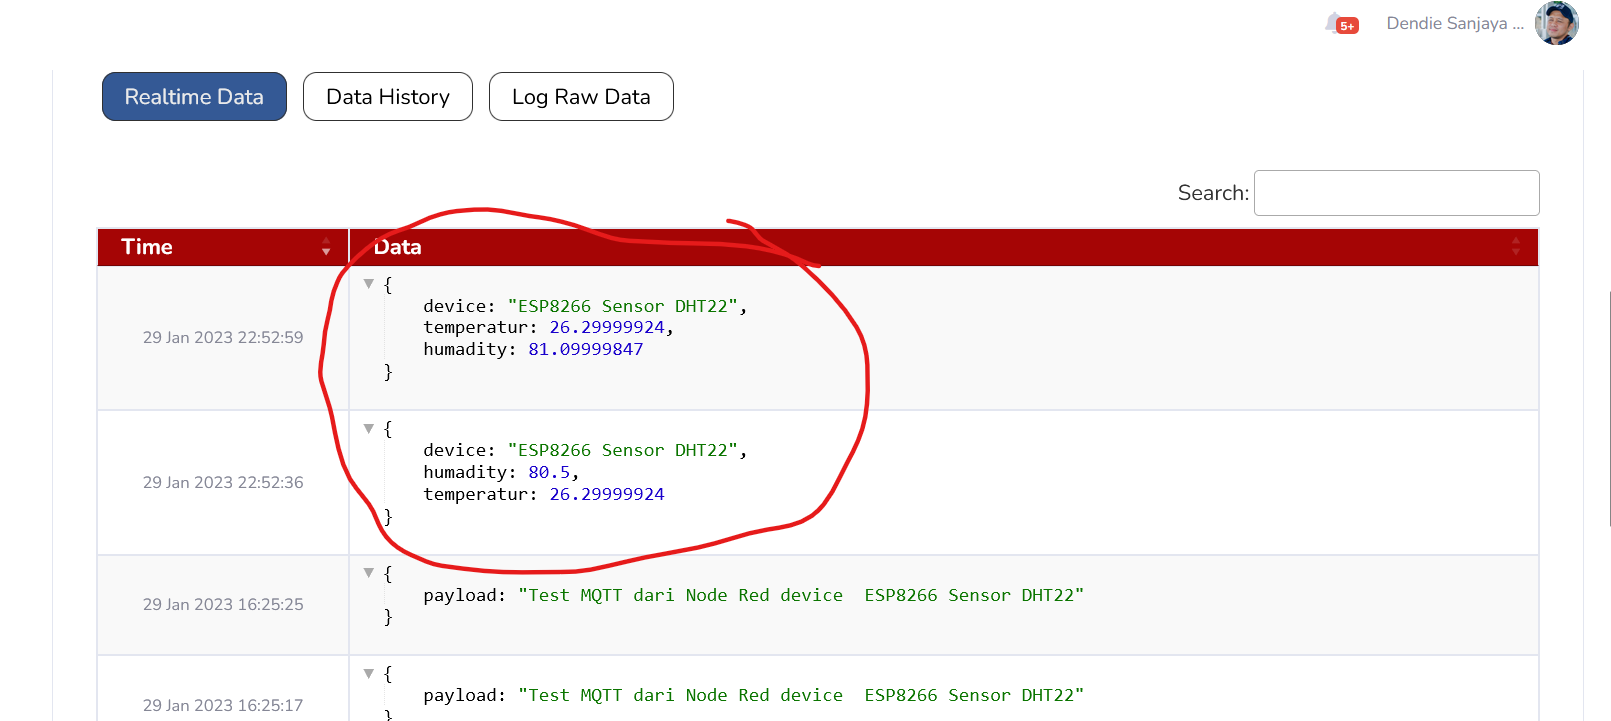 5+ Dendie Sanjaya ...
Realtime Data Data History Log Raw Data
Search:
Time Data
29 Jan 2023 22:52:59
{
device: "ESP8266 Sensor DHT22",
temperatur: 26.29999924,
humadity: 81.09999847
}
29 Jan 2023 22:52:36
{
device: "ESP8266 Sensor DHT22",
humadity: 80.5,
temperatur: 26.29999924
}
29 Jan 2023 16:25:25
{
payload: "Test MQTT dari Node Red device  ESP8266 Sensor DHT22"
}
29 Jan 2023 16:25:17
{
payload: "Test MQTT dari Node Red device  ESP8266 Sensor DHT22"
}